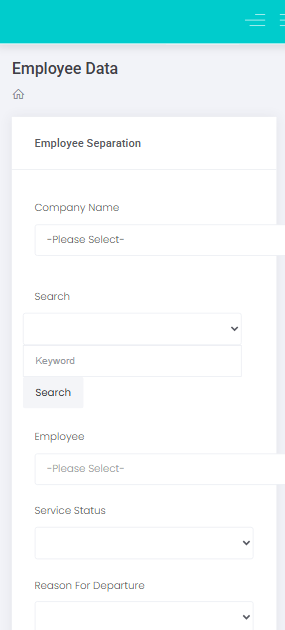 Employee Data
Employee Separation
Company Name
-Please Select-
Search
Keyword
Search
Employee
-Please Select-
Service Status
Reason For Departure